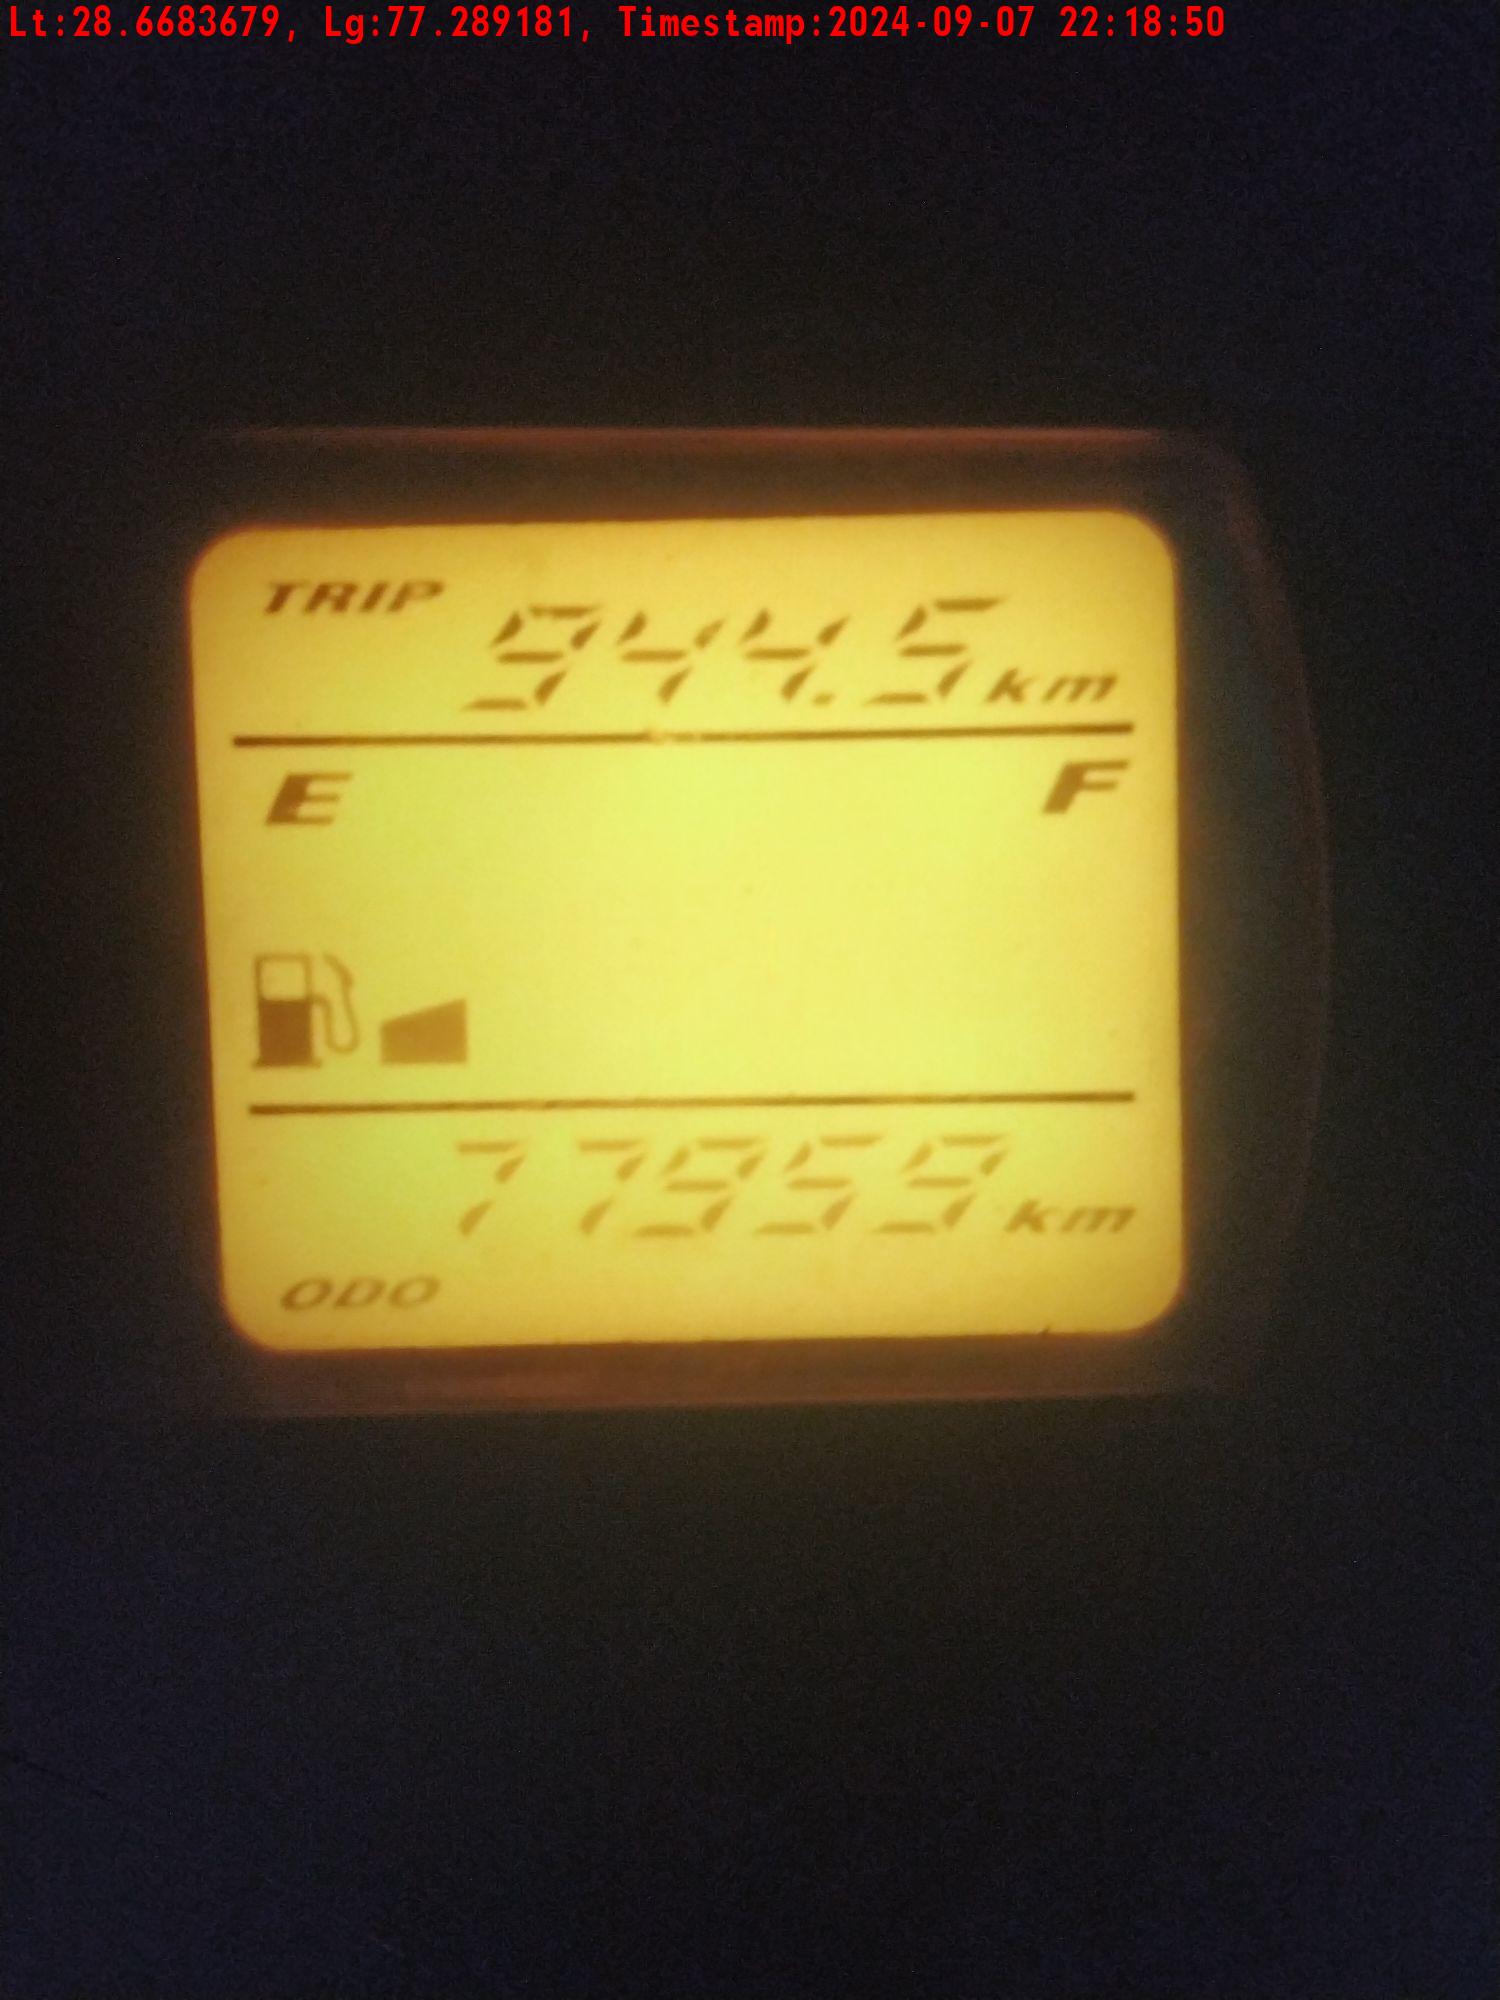 Lt:28.6683679, Lg:77.289181, Timestamp:2024-09-07 22:18:50
TRIP 944.5 km
E F
77959 km
ODO